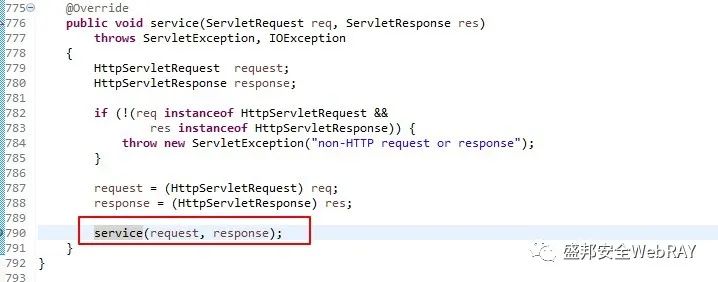 775 @Override
776 public void service(ServletRequest req, ServletResponse res)
777 throws ServletException, IOException
778 {
779 HttpServletRequest  request;
780 HttpServletResponse response;
781
782 if (!(req instanceof HttpServletRequest &&
783 res instanceof HttpServletResponse)) {
784 throw new ServletException("non-HTTP request or response");
785 }
786
787 request = (HttpServletRequest) req;
788 response = (HttpServletResponse) res;
789
790 service(request, response);
791 }
792 }
793
盛邦安全WebRAY